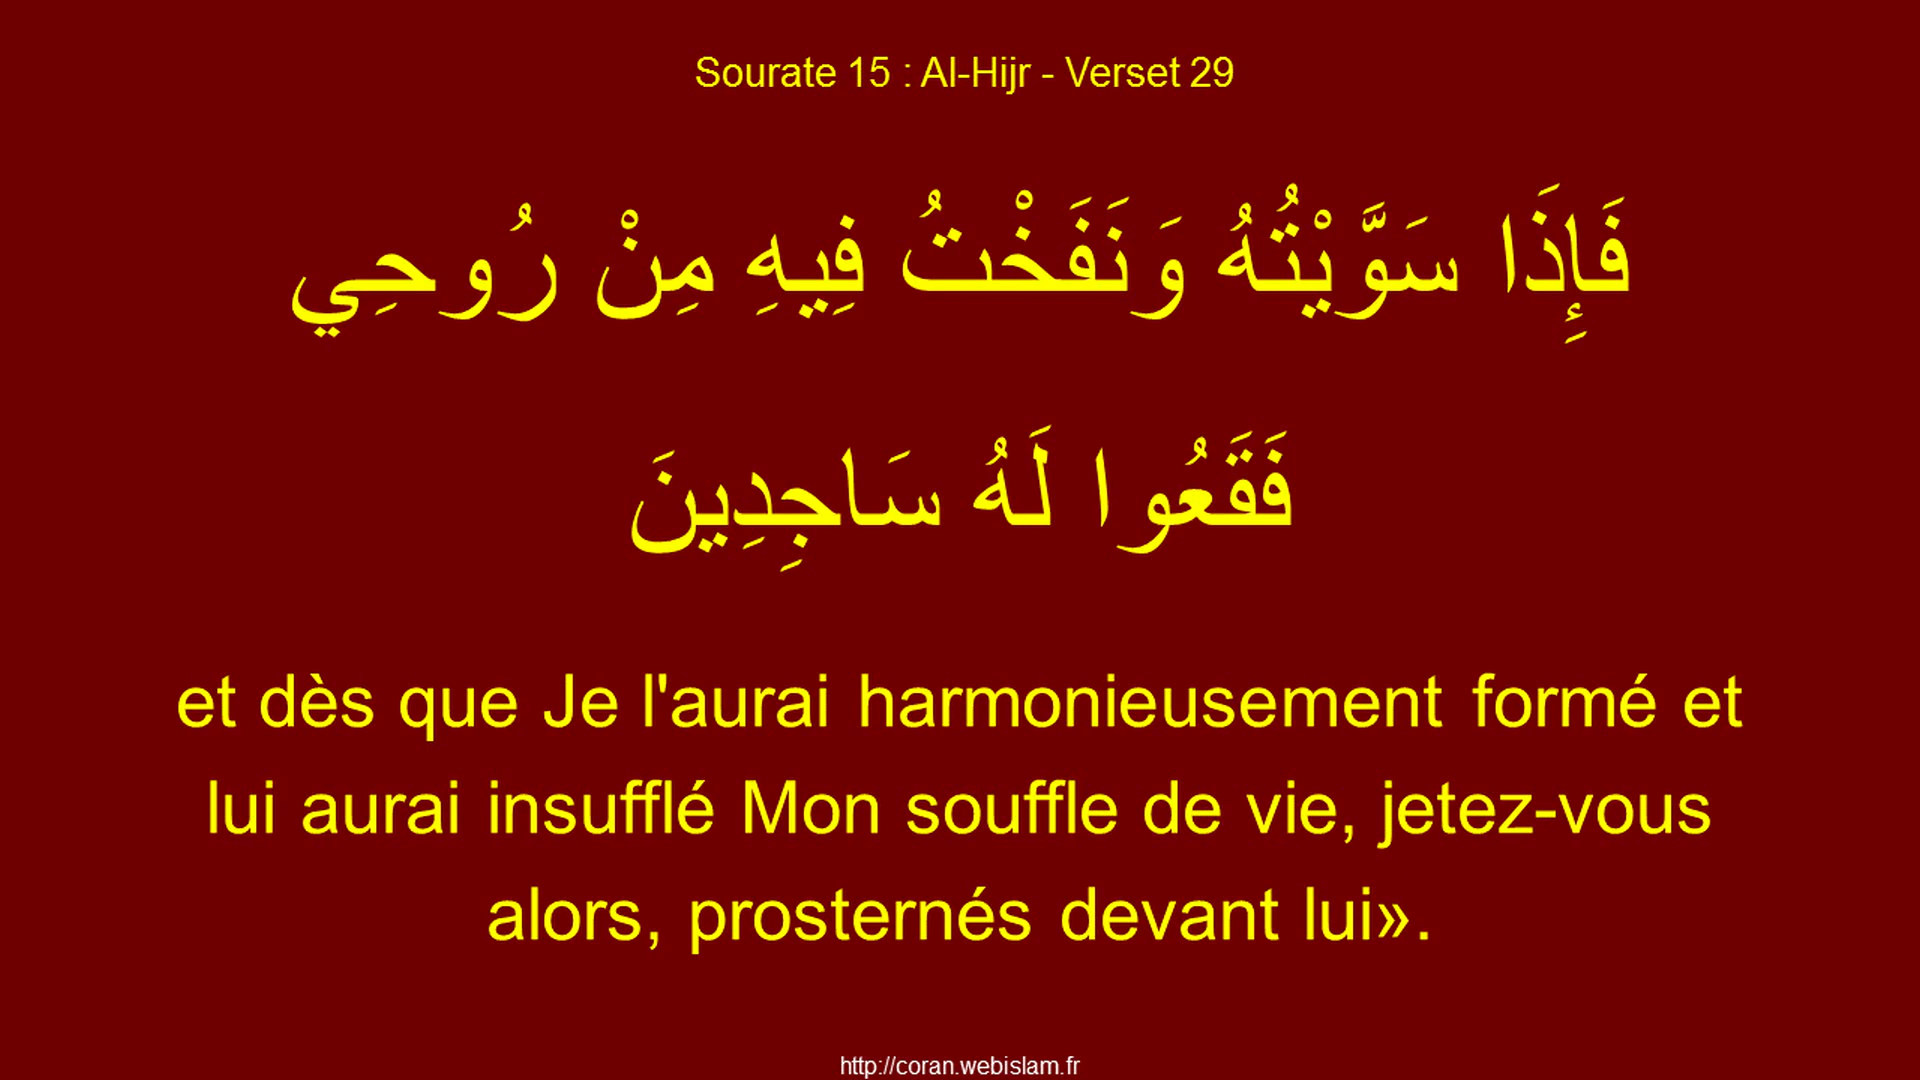 Sourate 15 : Al-Hijr - Verset 29
فَإِذَا سَوَّيْتُهُ وَنَفَخْتُ فِيهِ مِنْ رُوحِي
فَقَعُوا لَهُ سَاجِدِينَ
et dès que Je l'aurai harmonieusement formé et
lui aurai insufflé Mon souffle de vie, jetez-vous
alors, prosternés devant lui».
http://coran.webislam.fr